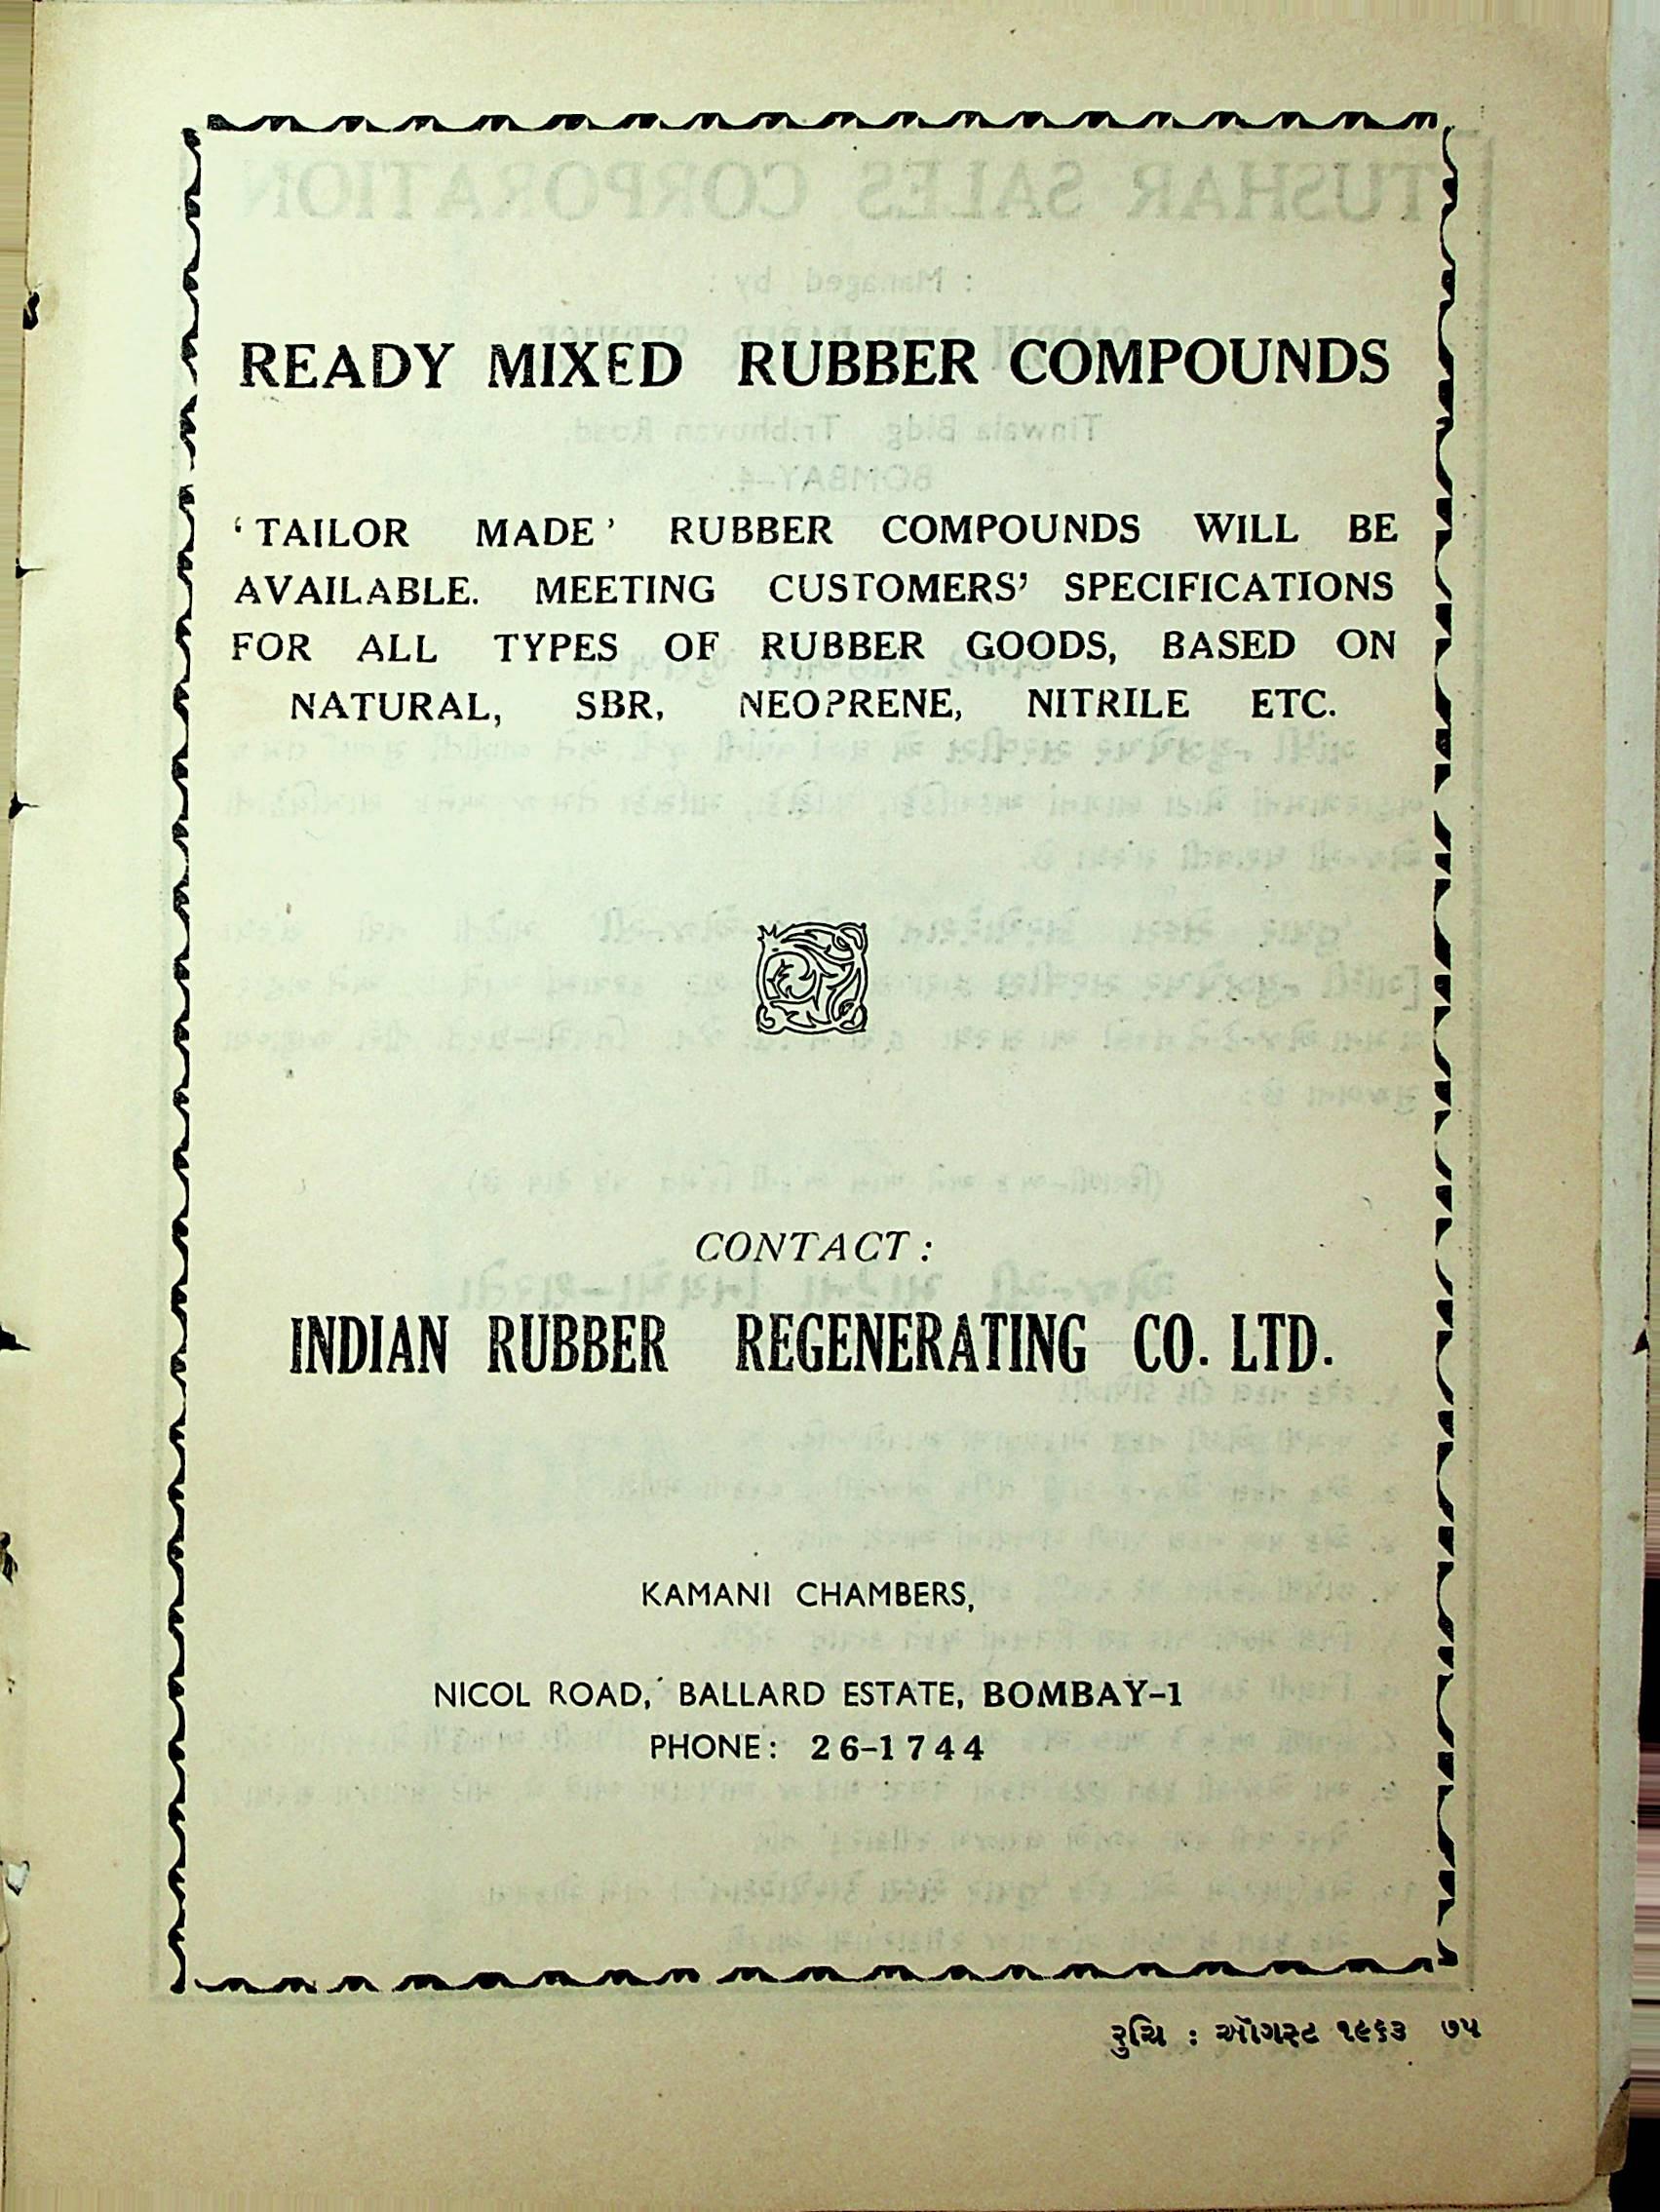 READY MIXED RUBBER COMPOUNDS
‘TAILOR MADE’ RUBBER COMPOUNDS WILL BE
AVAILABLE. MEETING CUSTOMERS’ SPECIFICATIONS
FOR ALL TYPES OF RUBBER GOODS, BASED ON
NATURAL, SBR, NEOPRENE, NITRILE ETC.
CONTACT:
INDIAN RUBBER REGENERATING CO. LTD.
KAMANI CHAMBERS,
NICOL ROAD, BALLARD ESTATE, BOMBAY-1
PHONE: 26-1744
રુચિ : ઑગસ્ટ ૧૯૬૩ ૭૫